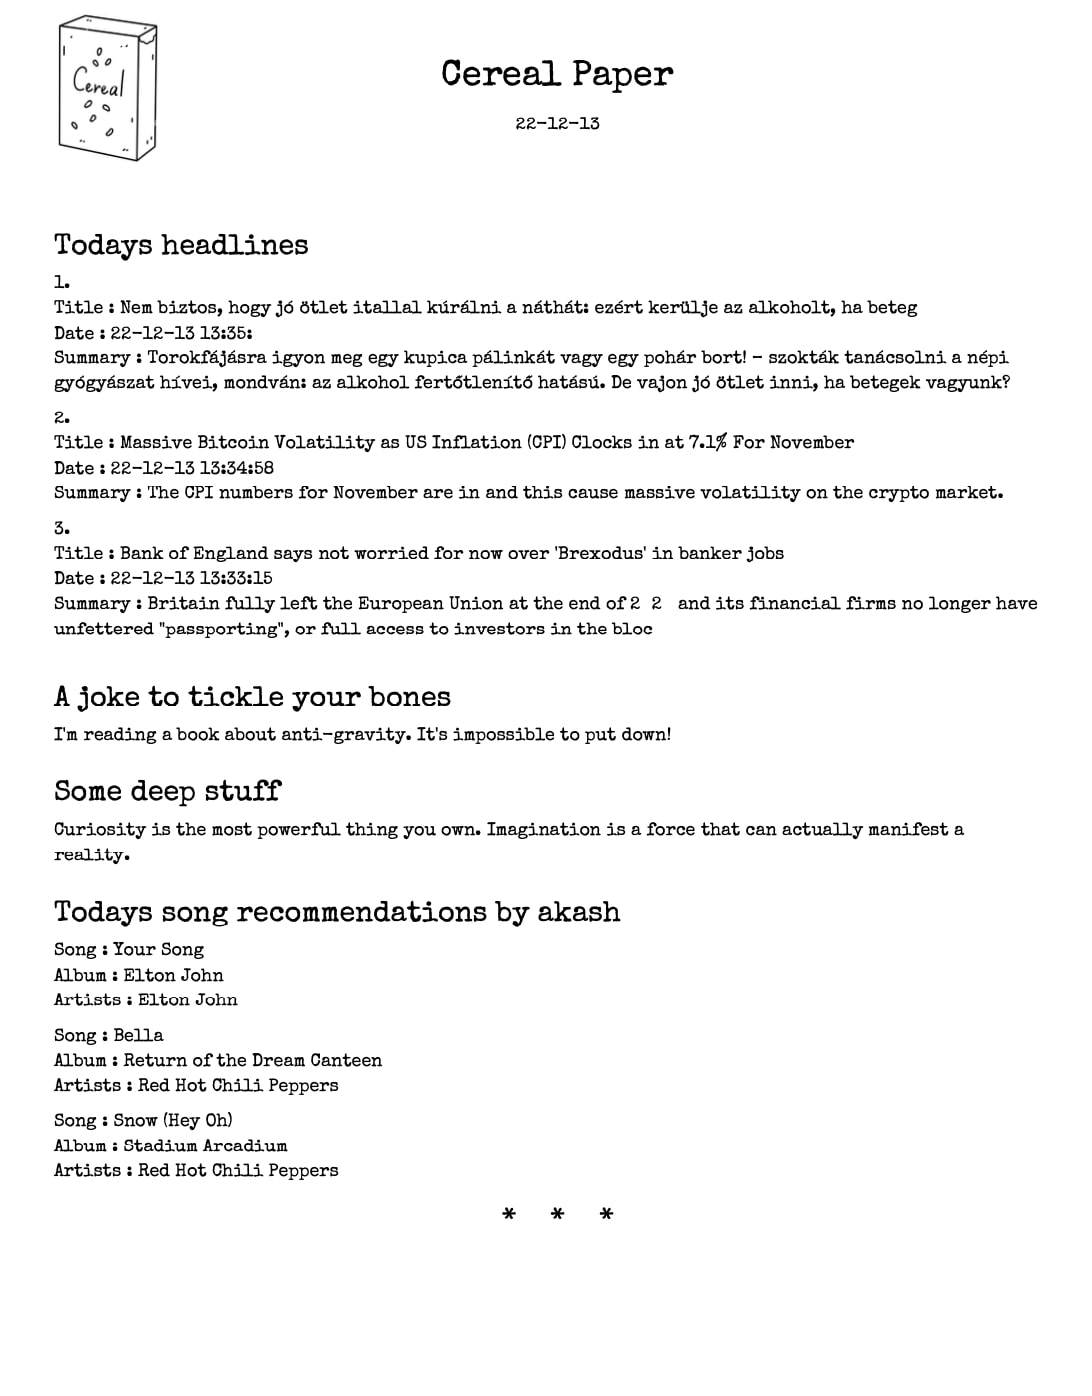 Cereal
Cereal Paper
22-12-13
Todays headlines
1.
Title : Nem biztos, hogy jó ötlet itallal kúrálni a náthát: ezért kerülje az alkoholt, ha beteg
Date : 22-12-13 13:35:
Summary : Torokfájásra igyon meg egy kupica pálinkát vagy egy pohár bort! - szokták tanácsolni a népi
gyógyászat hívei, mondván: az alkohol fertőtlenítő hatású. De vajon jó ötlet inni, ha betegek vagyunk?
2.
Title : Massive Bitcoin Volatility as US Inflation (CPI) Clocks in at 7.1% For November
Date : 22-12-13 13:34:58
Summary : The CPI numbers for November are in and this cause massive volatility on the crypto market.
3.
Title : Bank of England says not worried for now over 'Brexodus' in banker jobs
Date : 22-12-13 13:33:15
Summary : Britain fully left the European Union at the end of 2 2 and its financial firms no longer have
unfettered "passporting", or full access to investors in the bloc
A joke to tickle your bones
I'm reading a book about anti-gravity. It's impossible to put down!
Some deep stuff
Curiosity is the most powerful thing you own. Imagination is a force that can actually manifest a
reality.
Todays song recommendations by akash
Song : Your Song
Album : Elton John
Artists : Elton John
Song : Bella
Album : Return of the Dream Canteen
Artists : Red Hot Chili Peppers
Song : Snow (Hey Oh)
Album : Stadium Arcadium
Artists : Red Hot Chili Peppers
* * *